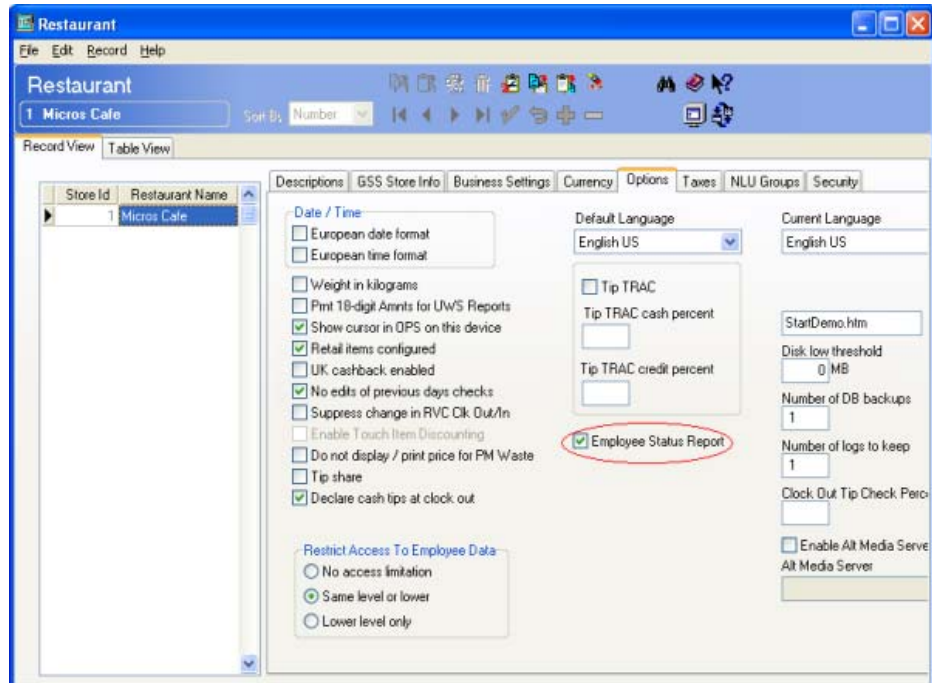 Restaurant
File Edit Record Help
Restaurant
1 Micros Cafe
Sort By Number
Record View Table View
Store Id Restaurant Name
1 Micros Cafe
Descriptions GSS Store Info Business Settings Currency Options Taxes NLU Groups Security
Date / Time
European date format
European time format
Weight in kilograms
Prnt 18-digit Amnts for UWS Reports
Show cursor in OPS on this device
Retail items configured
UK cashback enabled
No edits of previous days checks
Suppress change in RVC Clk Out/In
Enable Touch Item Discounting
Do not display / print price for PM Waste
Tip share
Declare cash tips at clock out
Restrict Access To Employee Data
No access limitation
Same level or lower
Lower level only
Default Language
English US
Tip TRAC
Tip TRAC cash percent
Tip TRAC credit percent
Employee Status Report
Current Language
English US
StartDemo.htm
Disk low threshold
0 MB
Number of DB backups
1
Number of logs to keep
1
Clock Out Tip Check Perc
Enable Alt Media Serve
Alt Media Server